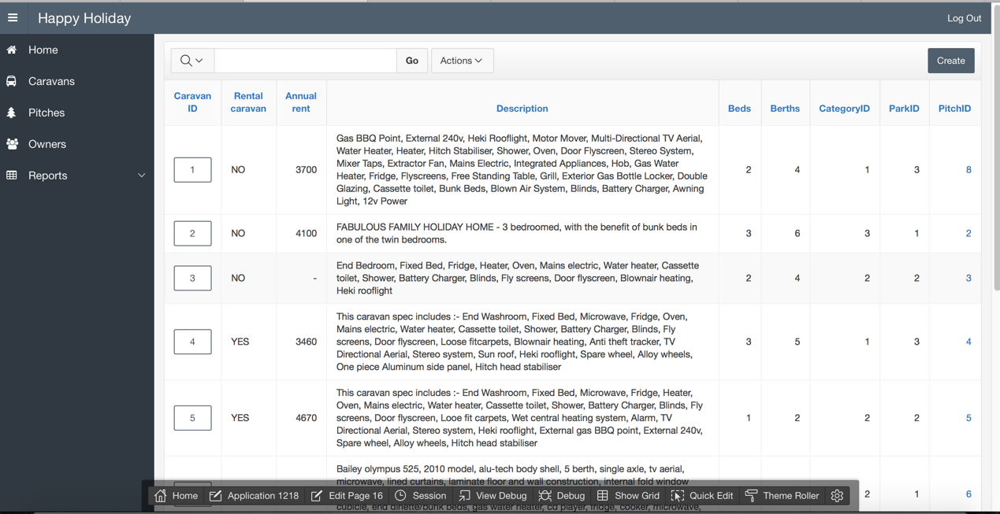 Happy Holiday
Log Out
Home
Caravans
Pitches
Owners
Reports
Go
Actions
Create
Caravan ID
Rental caravan
Annual rent
Description
Beds
Berths
CategoryID
ParkID
PitchID
1
NO
3700
Gas BBQ Point, External 240v, Heki Rooflight, Motor Mover, Multi-Directional TV Aerial,
Water Heater, Heater, Hitch Stabiliser, Shower, Oven, Door Flyscreen, Stereo System,
Mixer Taps, Extractor Fan, Mains Electric, Integrated Appliances, Hob, Gas Water
Heater, Fridge, Flyscreens, Free Standing Table, Grill, Exterior Gas Bottle Locker, Double
Glazing, Cassette toilet, Bunk Beds, Blown Air System, Blinds, Battery Charger, Awning
Light, 12v Power
2
4
1
3
8
2
NO
4100
FABULOUS FAMILY HOLIDAY HOME - 3 bedroomed, with the benefit of bunk beds in
one of the twin bedrooms.
3
6
3
1
2
3
NO
-
End Bedroom, Fixed Bed, Fridge, Heater, Oven, Mains electric, Water heater, Cassette
toilet, Shower, Battery Charger, Blinds, Fly screens, Door flyscreen, Blownair heating,
Heki rooflight
2
4
2
2
3
4
YES
3460
This caravan spec includes :- End Washroom, Fixed Bed, Microwave, Fridge, Oven,
Mains electric, Water heater, Cassette toilet, Shower, Battery Charger, Blinds, Fly
screens, Door flyscreen, Loose fitcarpets, Blownair heating, Anti theft tracker, TV
Directional Aerial, Stereo system, Sun roof, Heki rooflight, Spare wheel, Alloy wheels,
One piece Aluminum side panel, Hitch head stabiliser
3
5
1
3
4
5
YES
4670
This caravan spec includes :- End Washroom, Fixed Bed, Microwave, Fridge, Heater,
Oven, Mains electric, Water heater, Cassette toilet, Shower, Battery Charger, Blinds, Fly
screens, Door flyscreen, Looe fit carpets, Wet central heating system, Alarm, TV
Directional Aerial, Stereo system, Heki rooflight, External gas BBQ point, External 240v,
Spare wheel, Alloy wheels, Hitch head stabiliser
1
2
2
2
5
Bailey olympus 525, 2010 model, alu-tech body shell, 5 berth, single axle, tv aerial,
microwave, lined curtains, laminate floor and wall construction, internal fold window
2
1
6
Home
Application 1218
Edit Page 16
Session
View Debug
Debug
Show Grid
Quick Edit
Theme Roller
cubicle, end dinette/bunk beds, gas water heater, cd player, fridge, cooker, microwave,